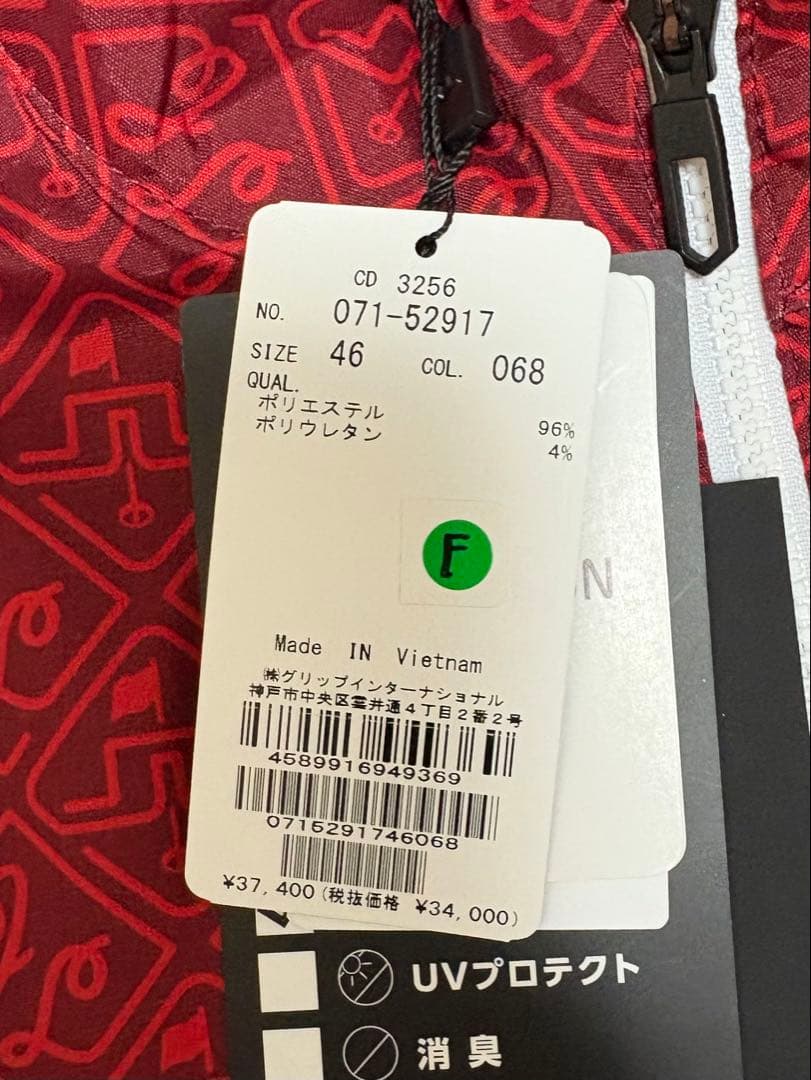 CD 3256
NO. 071-52917
SIZE 46 COL. 068
QUAL.
ポリエステル 96%
ポリウレタン 4%
F
ON
Made IN Vietnam
㈱グリップインターナショナル
神戸市中央区雲井通4丁目2番2号
4589916949369
0715291746068
¥37,400(税抜価格 ¥34,000)
UVプロテクト
消臭